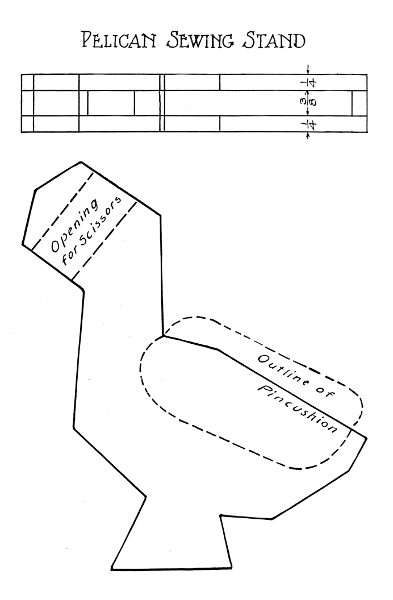 PELICAN SEWING STAND
1/4
3/8
1/4
Opening
for scissors
Outline of
Pincushion